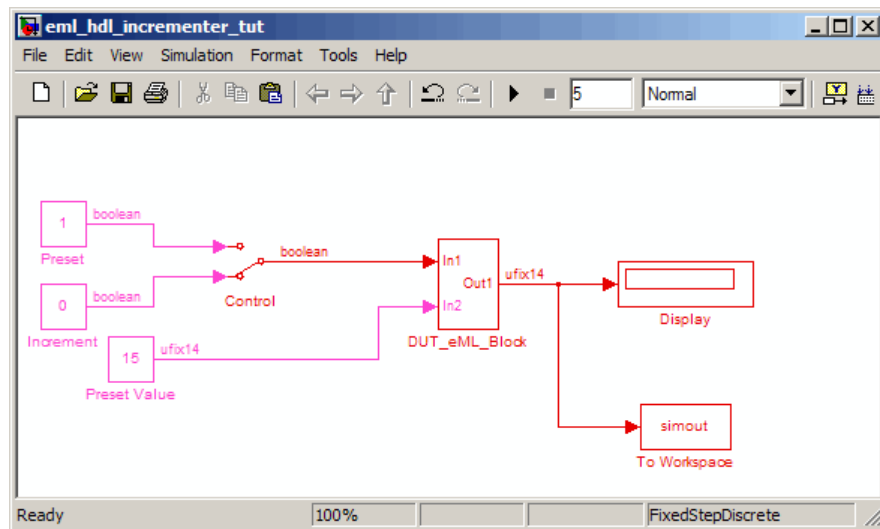 eml_hdl_incrementer_tut
File Edit View Simulation Format Tools Help
5 Normal
1
boolean
Preset
boolean
0
boolean
Increment
Control
15
ufix14
Preset Value
In1
In2
Out1
ufix14
DUT_eML_Block
Display
simout
To Workspace
Ready 100% FixedStepDiscrete